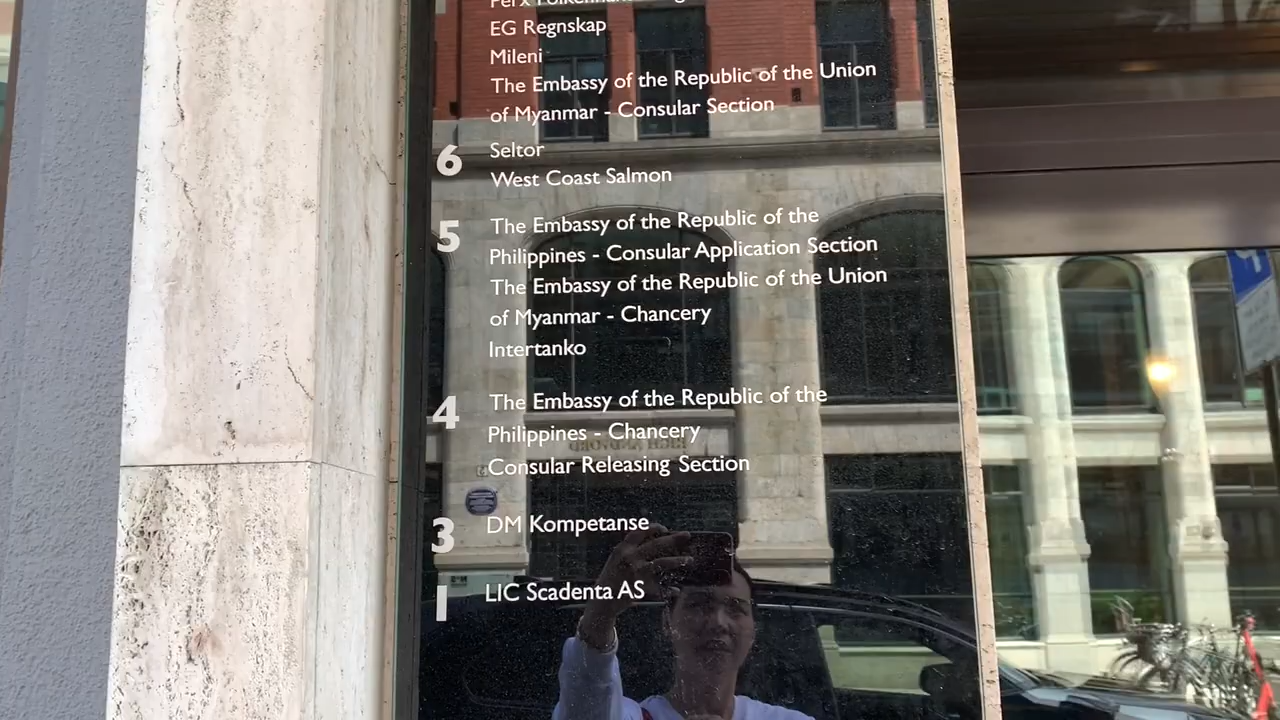 EG Regnskap
Mileni
The Embassy of the Republic of the Union
of Myanmar - Consular Section
6 Seltor
West Coast Salmon
5 The Embassy of the Republic of the
Philippines - Consular Application Section
The Embassy of the Republic of the Union
of Myanmar - Chancery
Intertanko
4 The Embassy of the Republic of the
Philippines - Chancery
Consular Releasing Section
3 DM Kompetanse
1 LIC Scadenta AS